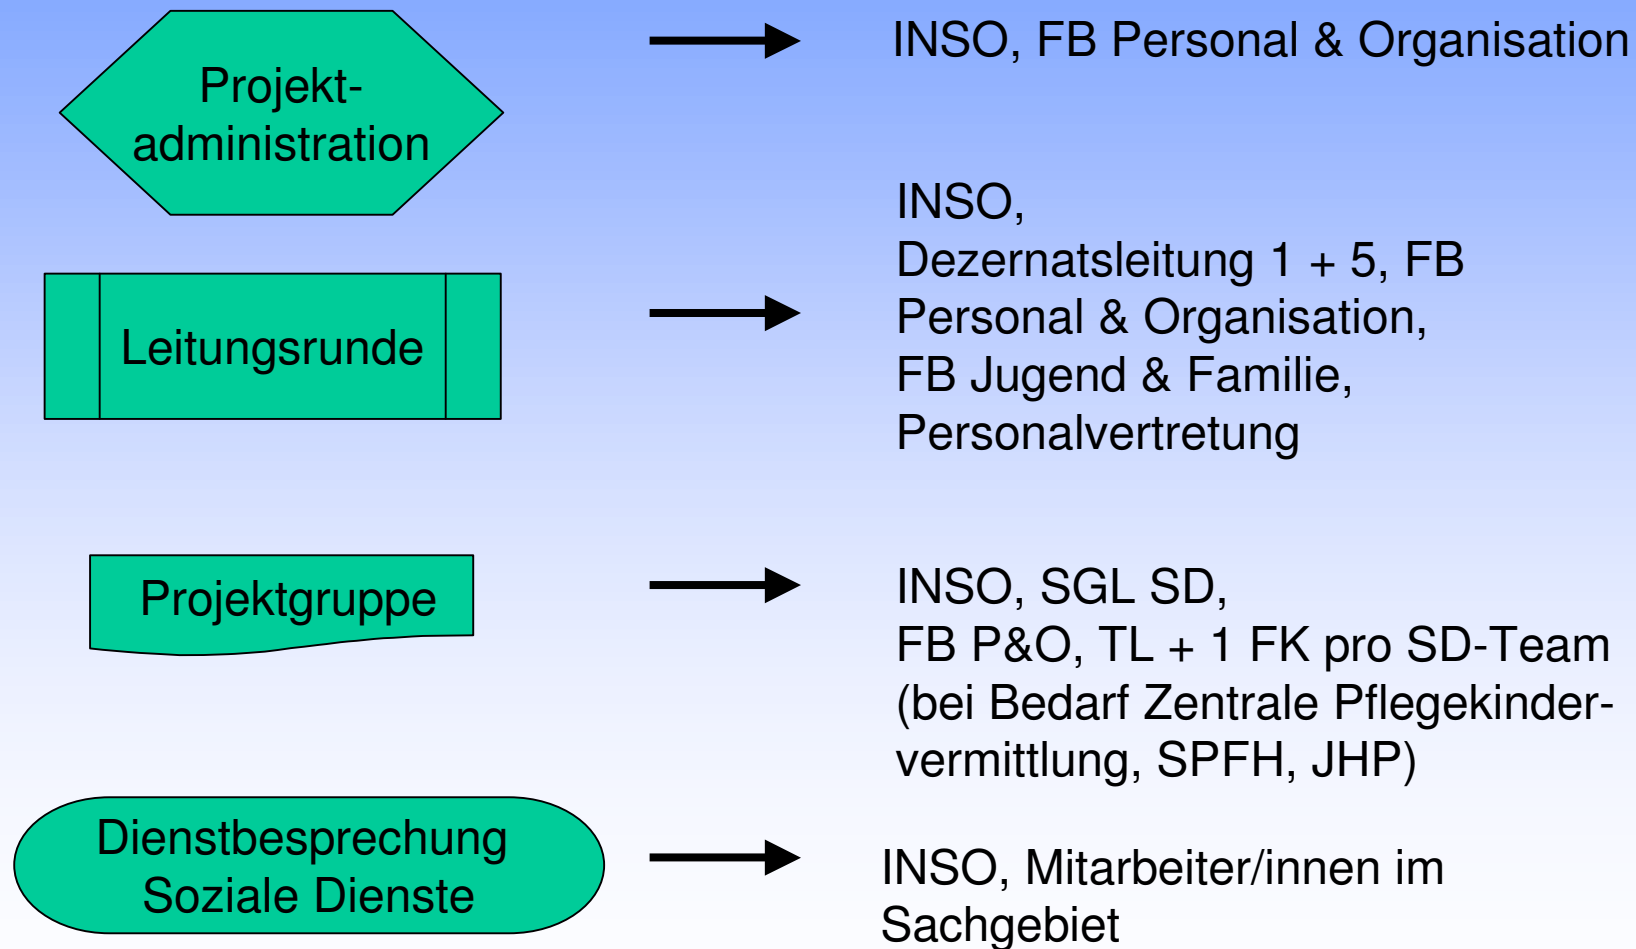 Projekt-
administration
INSO, FB Personal & Organisation
Leitungsrunde
INSO,
Dezernatsleitung 1 + 5, FB
Personal & Organisation,
FB Jugend & Familie,
Personalvertretung
Projektgruppe
INSO, SGL SD,
FB P&O, TL + 1 FK pro SD-Team
(bei Bedarf Zentrale Pflegekinder-
vermittlung, SPFH, JHP)
Dienstbesprechung
Soziale Dienste
INSO, Mitarbeiter/innen im
Sachgebiet